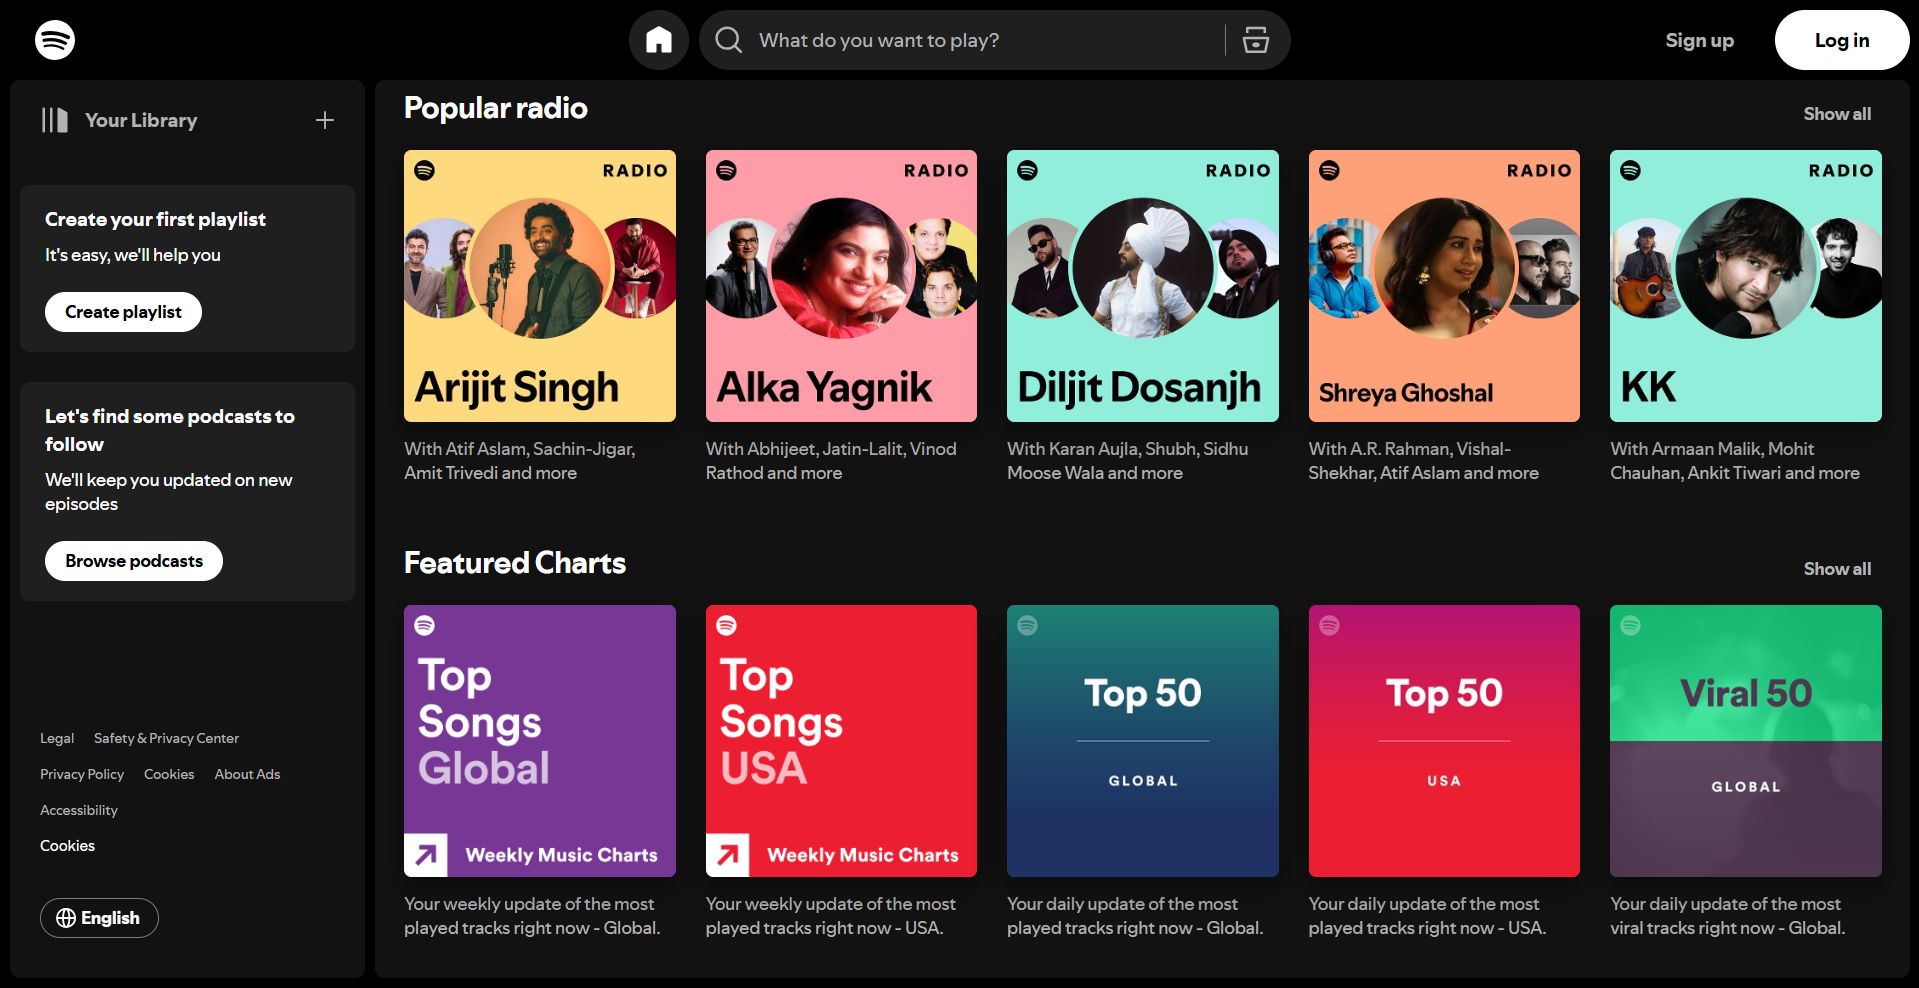 What do you want to play?
Sign up
Log in
Your Library
Create your first playlist
It's easy, we'll help you
Create playlist
Let's find some podcasts to
follow
We'll keep you updated on new
episodes
Browse podcasts
Legal
Safety & Privacy Center
Privacy Policy
Cookies
About Ads
Accessibility
Cookies
English
Popular radio
Show all
RADIO
Arijit Singh
With Atif Aslam, Sachin-Jigar,
Amit Trivedi and more
RADIO
Alka Yagnik
With Abhijeet, Jatin-Lalit, Vinod
Rathod and more
RADIO
Diljit Dosanjh
With Karan Aujla, Shubh, Sidhu
Moose Wala and more
RADIO
Shreya Ghoshal
With A.R. Rahman, Vishal-
Shekhar, Atif Aslam and more
RADIO
KK
With Armaan Malik, Mohit
Chauhan, Ankit Tiwari and more
Featured Charts
Show all
Top
Songs
Global
Weekly Music Charts
Your weekly update of the most
played tracks right now - Global.
Top
Songs
USA
Weekly Music Charts
Your weekly update of the most
played tracks right now - USA.
Top 50
GLOBAL
Your daily update of the most
played tracks right now - Global.
Top 50
USA
Your daily update of the most
played tracks right now - USA.
Viral 50
GLOBAL
Your daily update of the most
viral tracks right now - Global.